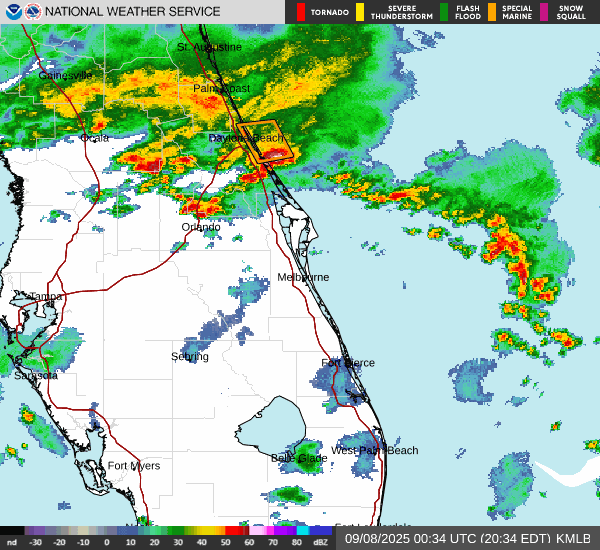 NATIONAL WEATHER SERVICE
TORNADO
SEVERE
THUNDERSTORM
FLASH
FLOOD
SPECIAL
MARINE
SNOW
SQUALL
St. Augustine
Gainesville
Palm Coast
Ocala
Daytona Beach
Orlando
Melbourne
Tampa
Sebring
Fort Pierce
Sarasota
West Palm Beach
Belle Glade
Fort Myers
nd -30 -20 -10 0 10 20 30 40 50 60 70 80 dBZ
09/08/2025 00:34 UTC (20:34 EDT) KMLB